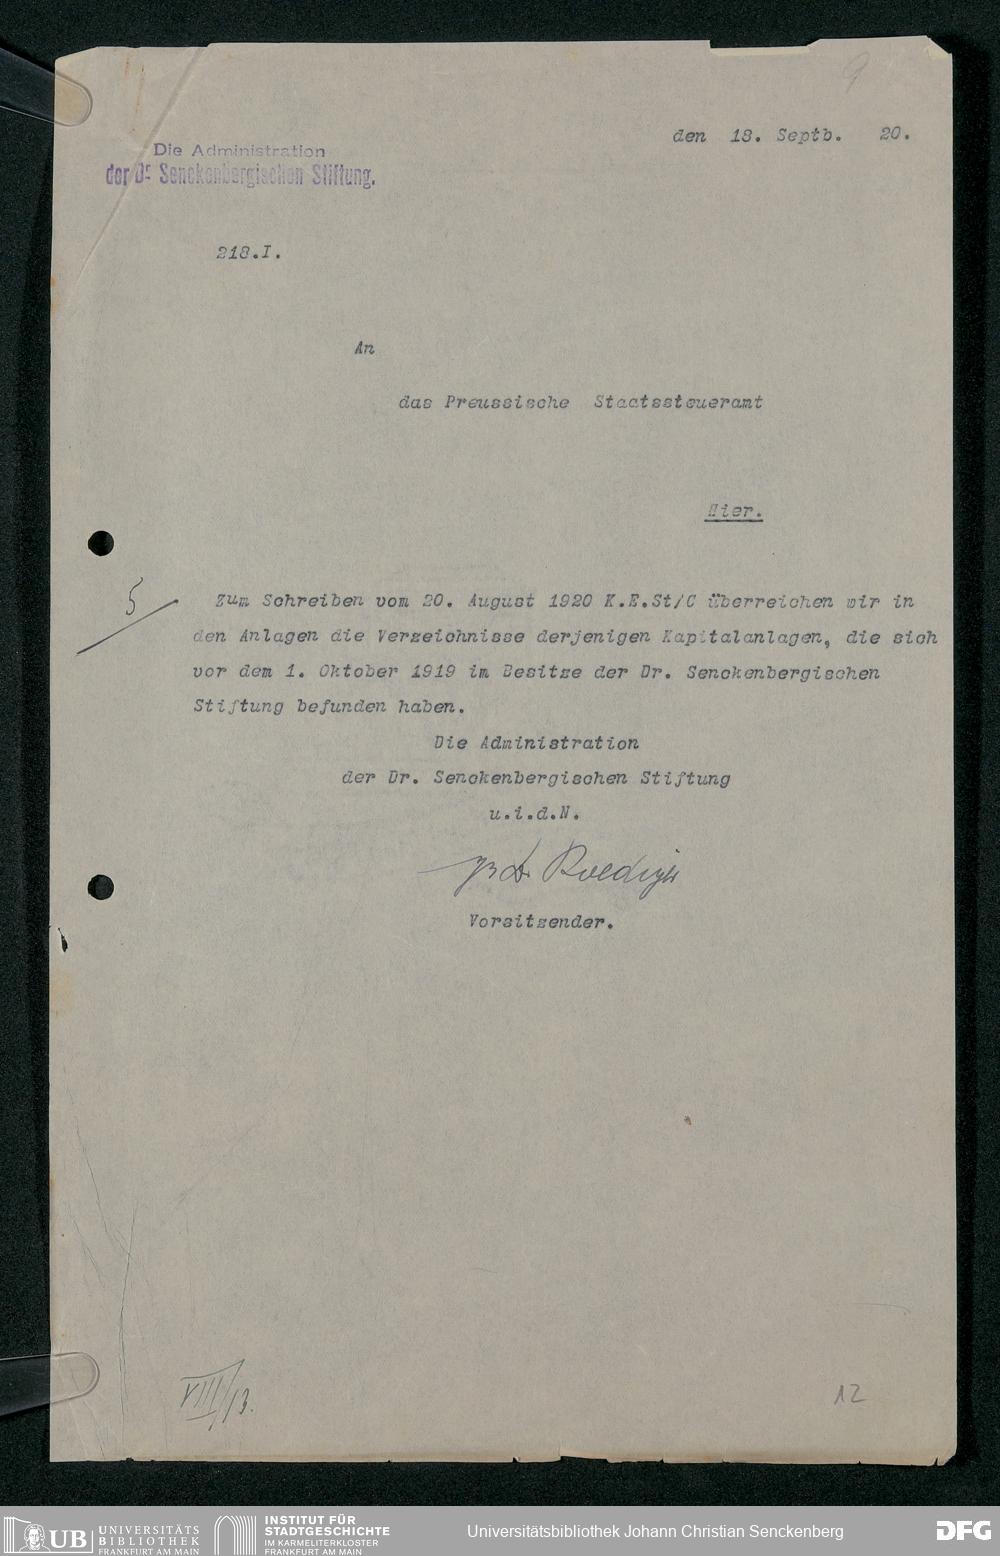 9
den 18. Septb. 20.
Die Administration
der Dr. Senckenbergischen Stiftung.
218.I.
An
das Preussische Staatssteueramt
Hier.
5
Zum Schreiben vom 20. August 1920 K.E.St/C überreichen wir in
den Anlagen die Verzeichnisse derjenigen Kapitalanlagen, die sich
vor dem 1. Oktober 1919 im Besitze der Dr. Senckenbergischen
Stiftung befunden haben.
Die Administration
der Dr. Senckenbergischen Stiftung
u.i.d.N.
Dr. Roediger
Vorsitzender.
VIII/13.
12
UB UNIVERSITÄTS
BIBLIOTHEK
FRANKFURT AM MAIN
INSTITUT FÜR
STADTGESCHICHTE
IM KARMELITERKLOSTER
FRANKFURT AM MAIN
Universitätsbibliothek Johann Christian Senckenberg
DFG